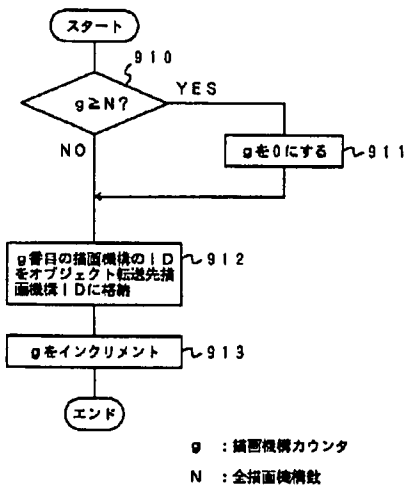 スタート
910
g≧N?
YES
NO
gを0にする
911
g番目の描画機構のID
をオブジェクト転送先描
画機構IDに格納
912
gをインクリメント
913
エンド
g :描画機構カウンタ
N :全描画機構数